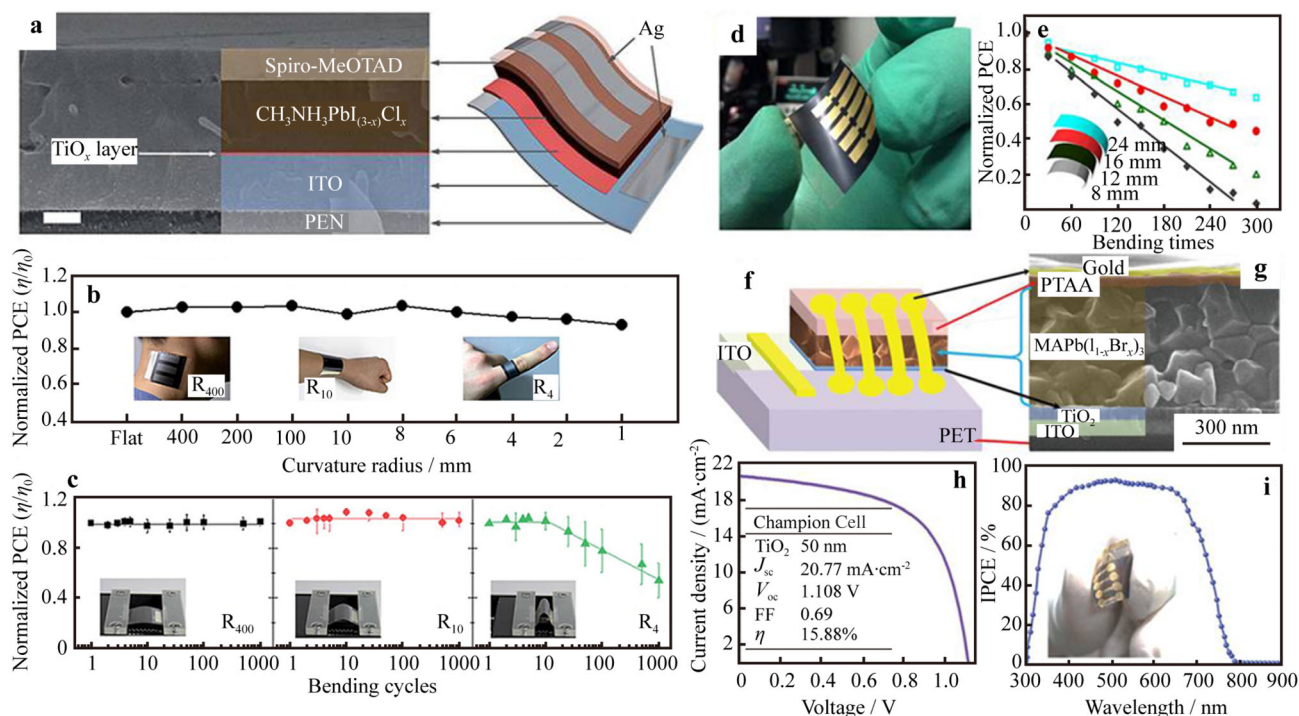 a
Spiro-MeOTAD
CH₃NH₃PbI₍₃₋ₓ₎Clₓ
TiOₓ layer
ITO
PEN
Ag
d
e
Normalized PCE
1.0
0.8
0.6
0.4
0.2
24 mm
16 mm
12 mm
8 mm
60 120 180 240 300
Bending times
b
Normalized PCE (η/η₀)
1.2
1.0
0.8
0.6
0.4
R₄₀₀
R₁₀
R₄
Flat 400 200 100 10 8 6 4 2 1
Curvature radius / mm
c
Normalized PCE (η/η₀)
1.2
0.8
0.4
0
R₄₀₀
R₁₀
R₄
1 10 100 1000 1 10 100 1000 1 10 100 1000
Bending cycles
f
ITO
PET
g
Gold
PTAA
MAPb(I₁₋ₓBrₓ)₃
TiO₂
ITO
300 nm
h
Current density / (mA·cm⁻²)
22
18
14
10
6
2
Champion Cell
TiO₂ 50 nm
Jsc 20.77 mA·cm⁻²
Voc 1.108 V
FF 0.69
η 15.88%
0 0.2 0.4 0.6 0.8 1.0
Voltage / V
i
IPCE / %
100
80
60
40
20
0
300 400 500 600 700 800 900
Wavelength / nm